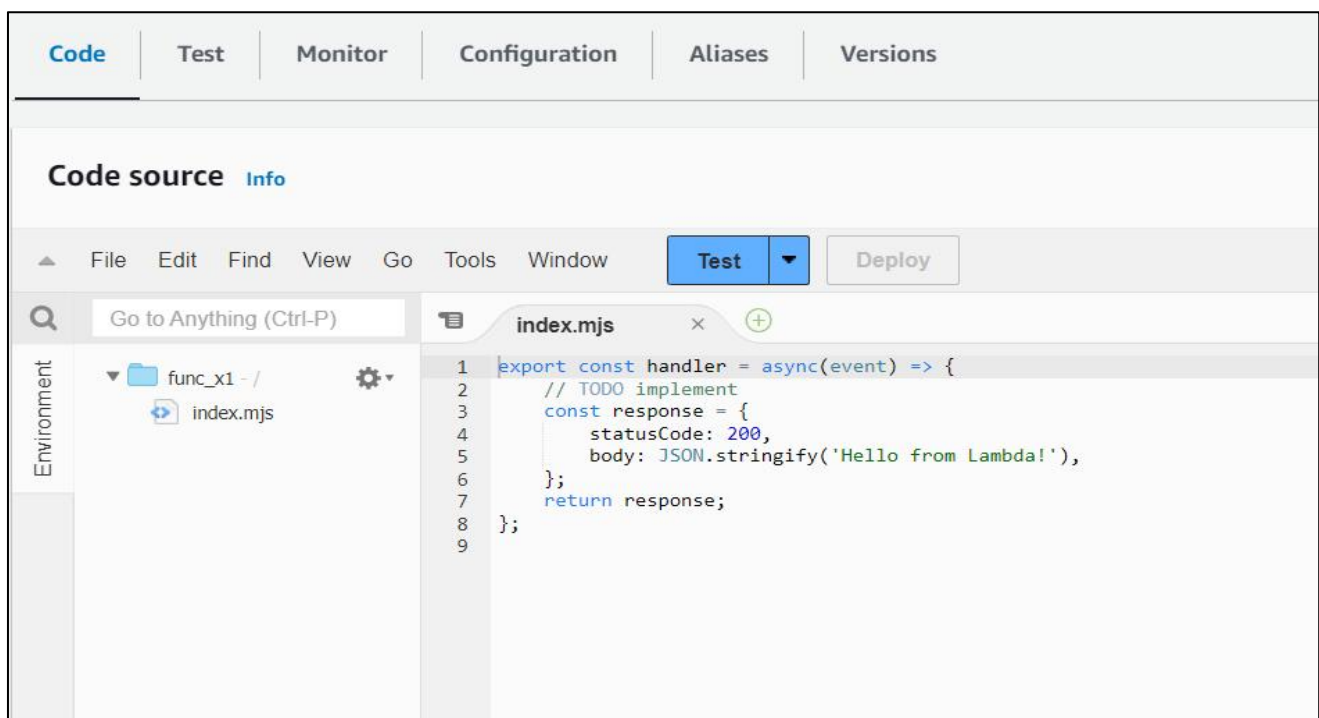 Code Test Monitor Configuration Aliases Versions
Code source Info
File Edit Find View Go Tools Window Test Deploy
Go to Anything (Ctrl-P)
index.mjs
Environment
func_x1 - /
index.mjs
1 export const handler = async(event) => {
2     // TODO implement
3     const response = {
4         statusCode: 200,
5         body: JSON.stringify('Hello from Lambda!'),
6     };
7     return response;
8 };
9